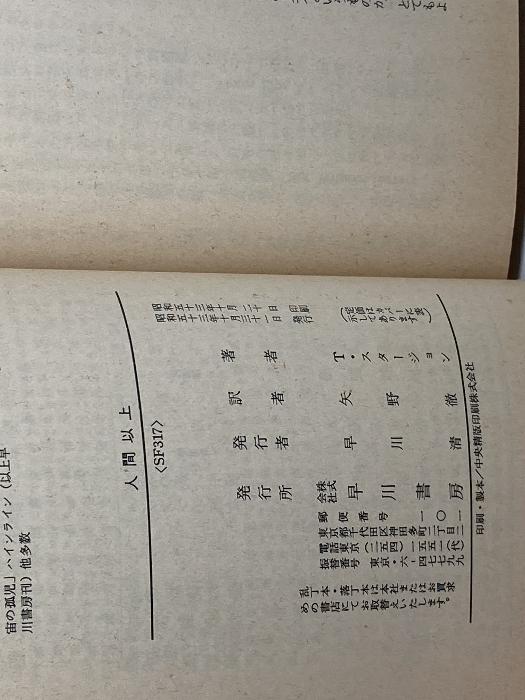 人間以上
〈SF317〉
昭和五十三年十月二十日 印刷
昭和五十三年十月三十一日 発行
(定価はカバーに表
示してあります)
著者 T・スタージョン
訳者 矢野徹
発行者 早川清
発行所 株式会社 早川書房
郵便番号一〇一
東京都千代田区神田多町二丁目二
電話東京(二五四)一五五一(代)
振替番号 東京・六-四七七九九
乱丁本・落丁本は本社またはお買求
めの書店にてお取替えいたします。
印刷・製本/中央精版印刷株式会社
宙の孤児」ハインライン(以上早
川書房刊)他多数